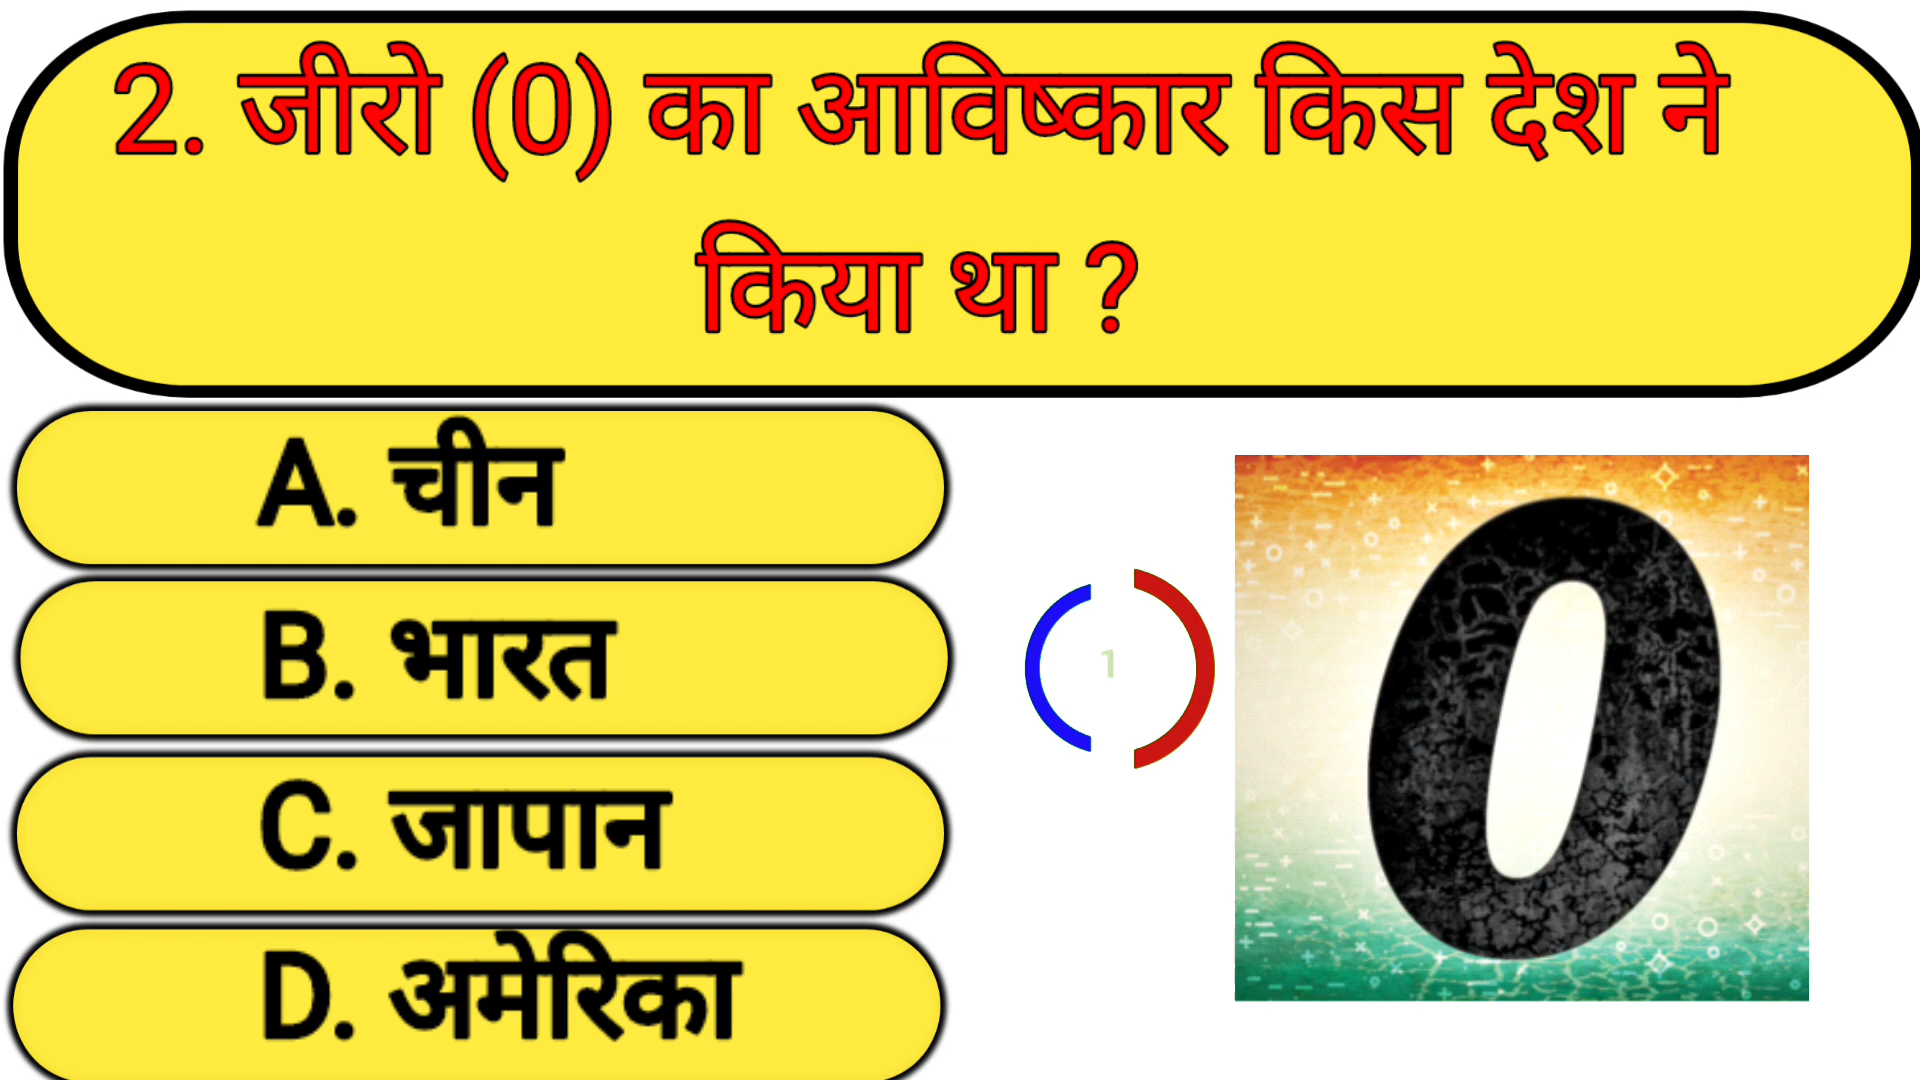 2. जीरो (0) का आविष्कार किस देश ने
किया था ?
A. चीन
B. भारत
C. जापान
D. अमेरिका
1
0